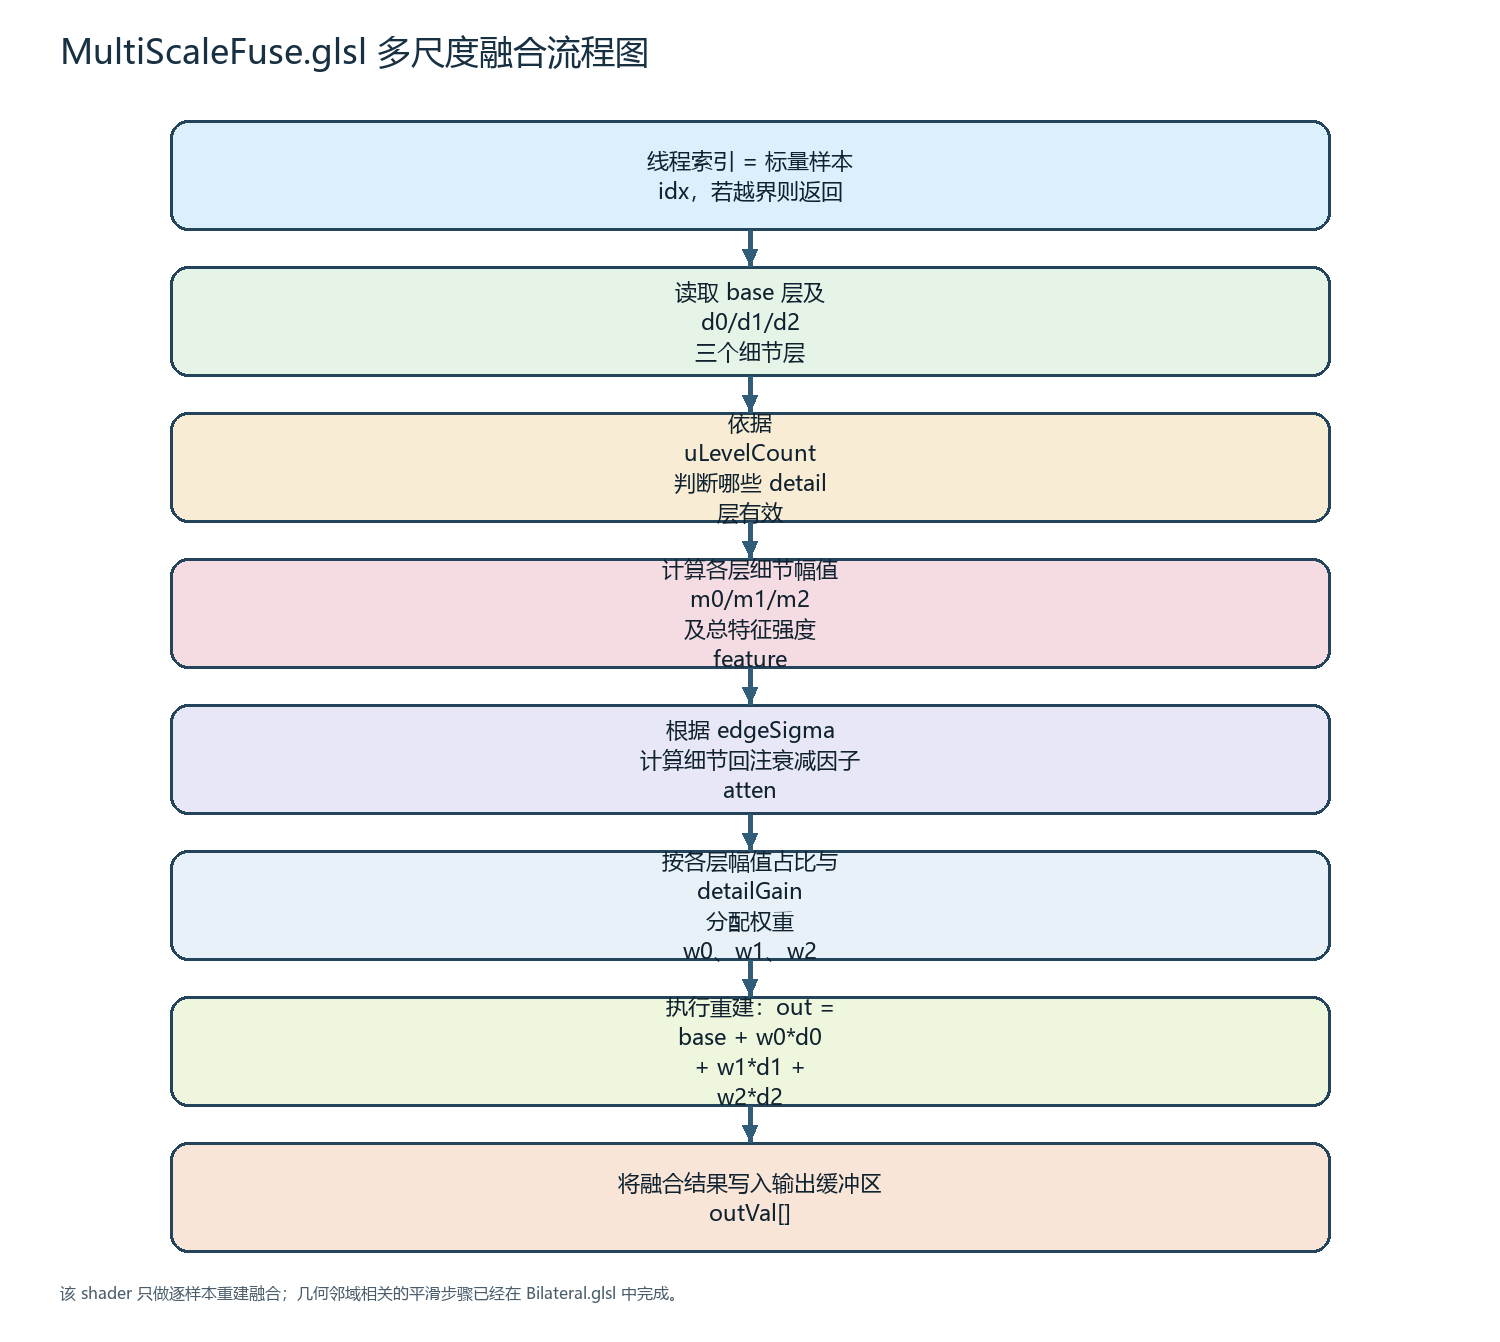 MultiScaleFuse.glsl 多尺度融合流程图
线程索引 = 标量样本
idx，若越界则返回
读取 base 层及
d0/d1/d2
三个细节层
依据
uLevelCount
判断哪些 detail
层有效
计算各层细节幅值
m0/m1/m2
及总特征强度
feature
根据 edgeSigma
计算细节回注衰减因子
atten
按各层幅值占比与
detailGain
分配权重
w0、w1、w2
执行重建：out =
base + w0*d0
+ w1*d1 +
w2*d2
将融合结果写入输出缓冲区
outVal[]
该 shader 只做逐样本重建融合；几何邻域相关的平滑步骤已经在 Bilateral.glsl 中完成。